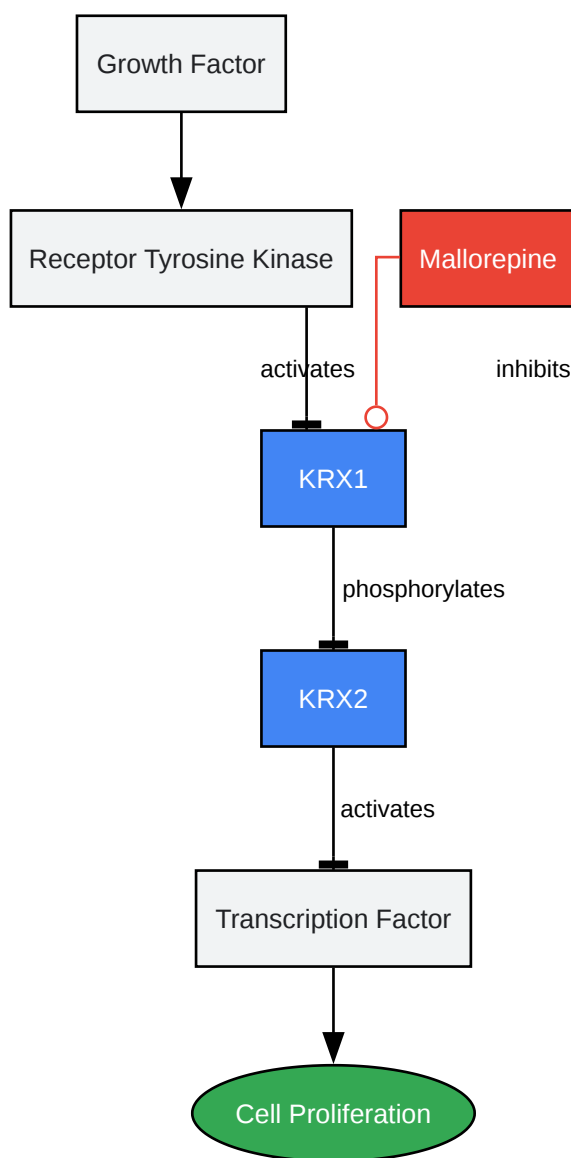 Growth Factor
Receptor Tyrosine Kinase
Mallorepine
activates
inhibits
KRX1
phosphorylates
KRX2
activates
Transcription Factor
Cell Proliferation